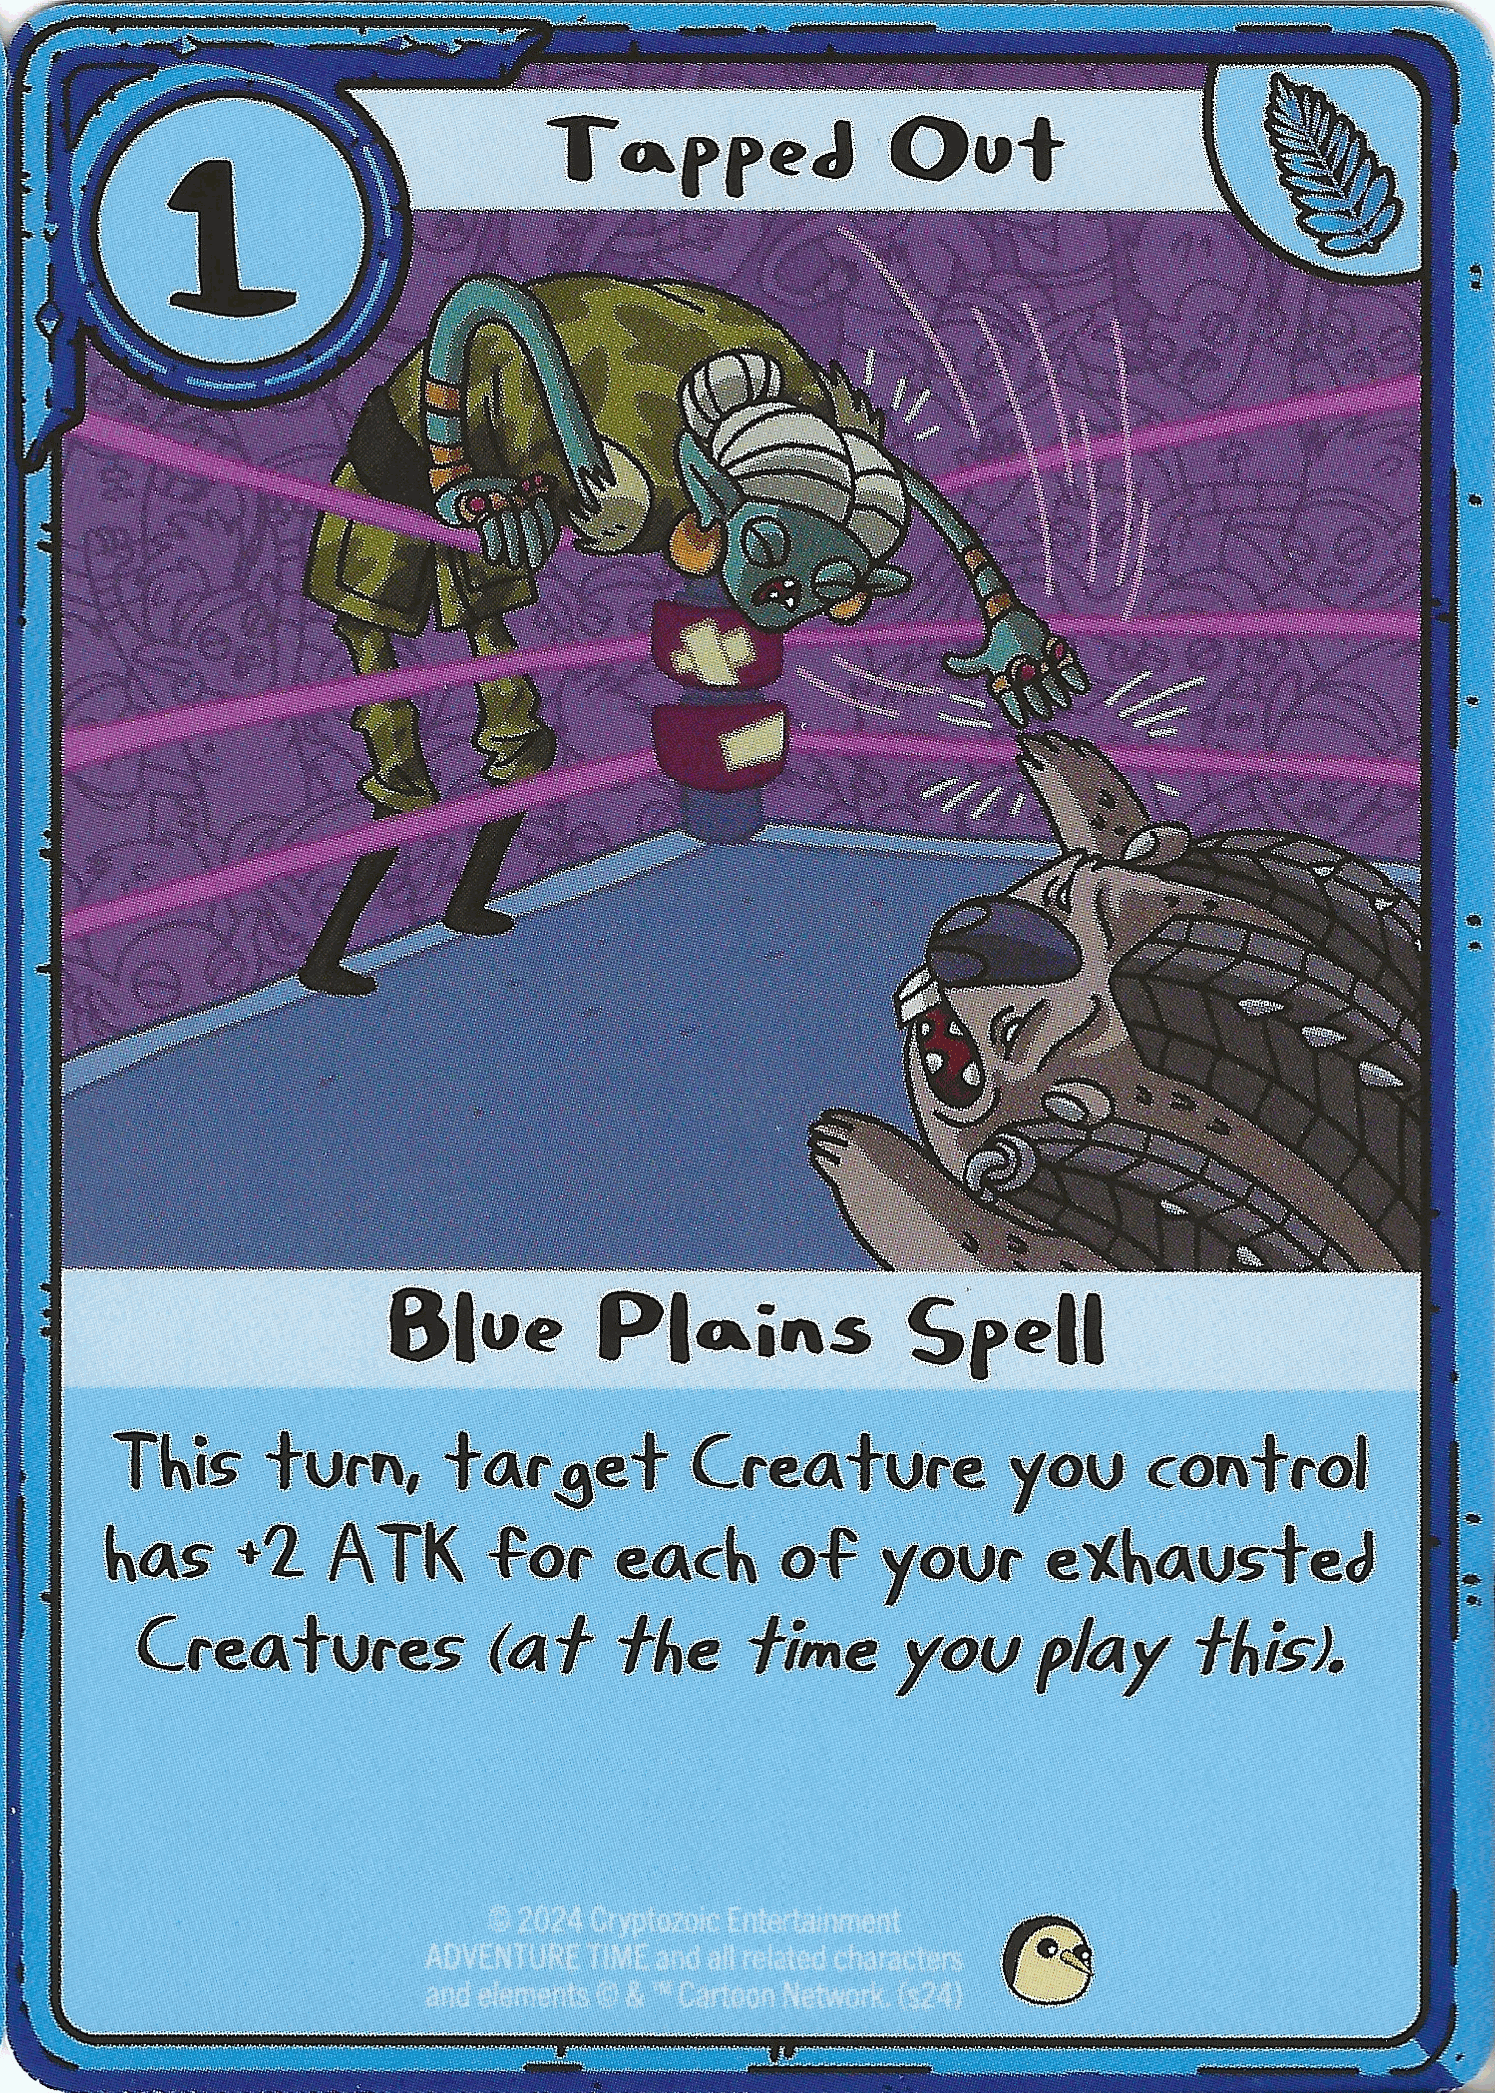 1
Tapped Out
Blue Plains Spell
This turn, target Creature you control
has +2 ATK for each of your exhausted
Creatures (at the time you play this).
© 2024 Cryptozoic Entertainment
ADVENTURE TIME and all related characters
and elements © & ™ Cartoon Network. (s24)